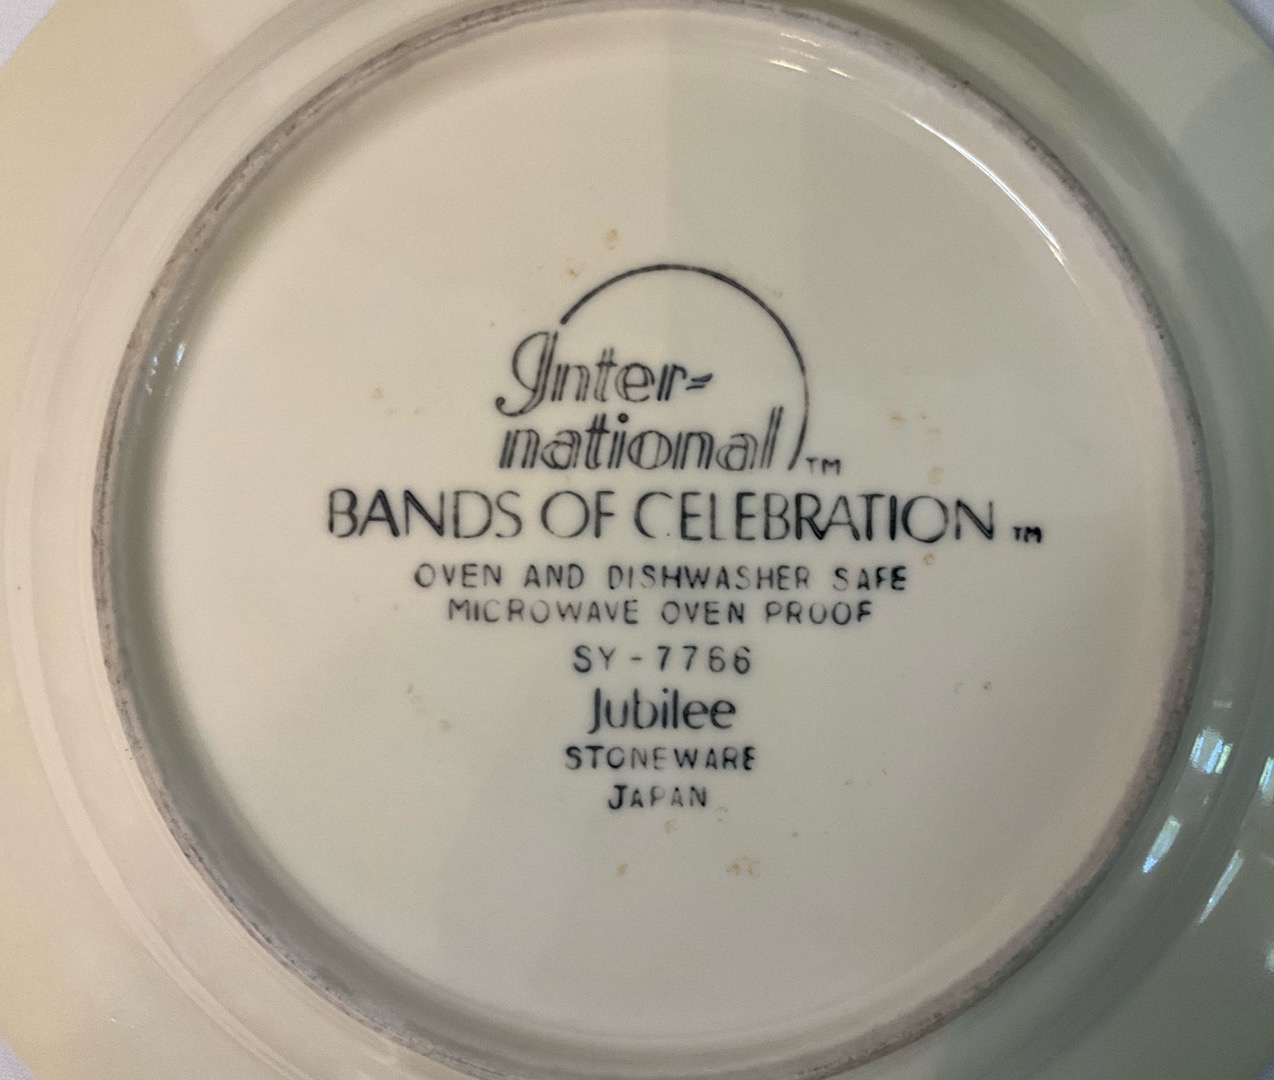 Inter-
national TM
BANDS OF CELEBRATION TM
OVEN AND DISHWASHER SAFE
MICROWAVE OVEN PROOF
SY-7766
Jubilee
STONEWARE
JAPAN